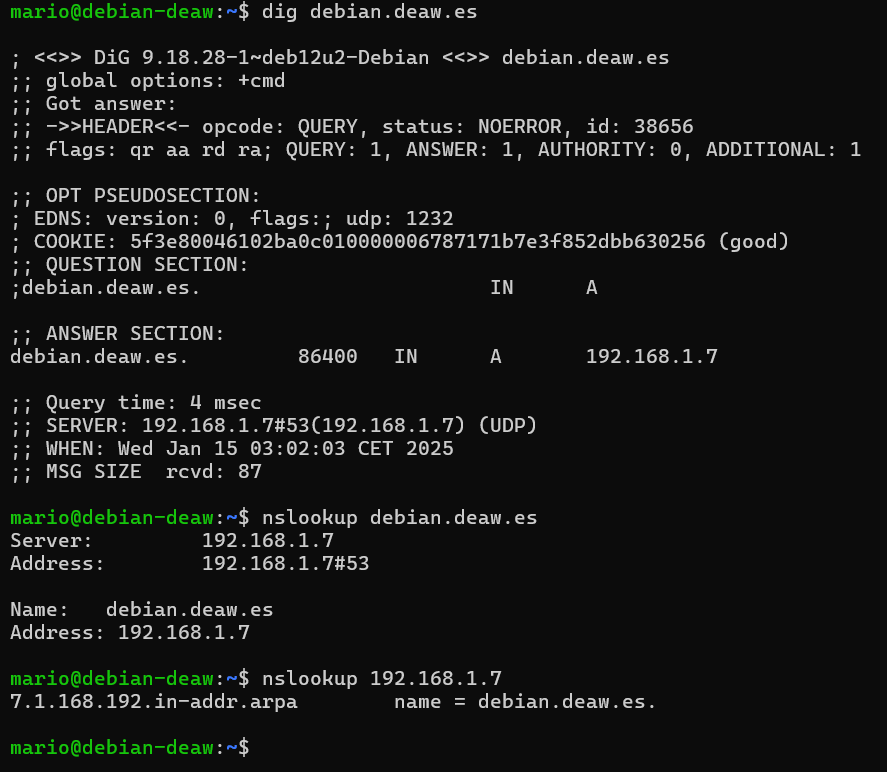 mario@debian-deaw:~$ dig debian.deaw.es
; <<>> DiG 9.18.28-1~deb12u2-Debian <<>> debian.deaw.es
;; global options: +cmd
;; Got answer:
;; ->>HEADER<<- opcode: QUERY, status: NOERROR, id: 38656
;; flags: qr aa rd ra; QUERY: 1, ANSWER: 1, AUTHORITY: 0, ADDITIONAL: 1
;; OPT PSEUDOSECTION:
; EDNS: version: 0, flags:; udp: 1232
; COOKIE: 5f3e80046102ba0c010000006787171b7e3f852dbb630256 (good)
;; QUESTION SECTION:
;debian.deaw.es. IN A
;; ANSWER SECTION:
debian.deaw.es. 86400 IN A 192.168.1.7
;; Query time: 4 msec
;; SERVER: 192.168.1.7#53(192.168.1.7) (UDP)
;; WHEN: Wed Jan 15 03:02:03 CET 2025
;; MSG SIZE  rcvd: 87
mario@debian-deaw:~$ nslookup debian.deaw.es
Server: 192.168.1.7
Address: 192.168.1.7#53
Name: debian.deaw.es
Address: 192.168.1.7
mario@debian-deaw:~$ nslookup 192.168.1.7
7.1.168.192.in-addr.arpa name = debian.deaw.es.
mario@debian-deaw:~$